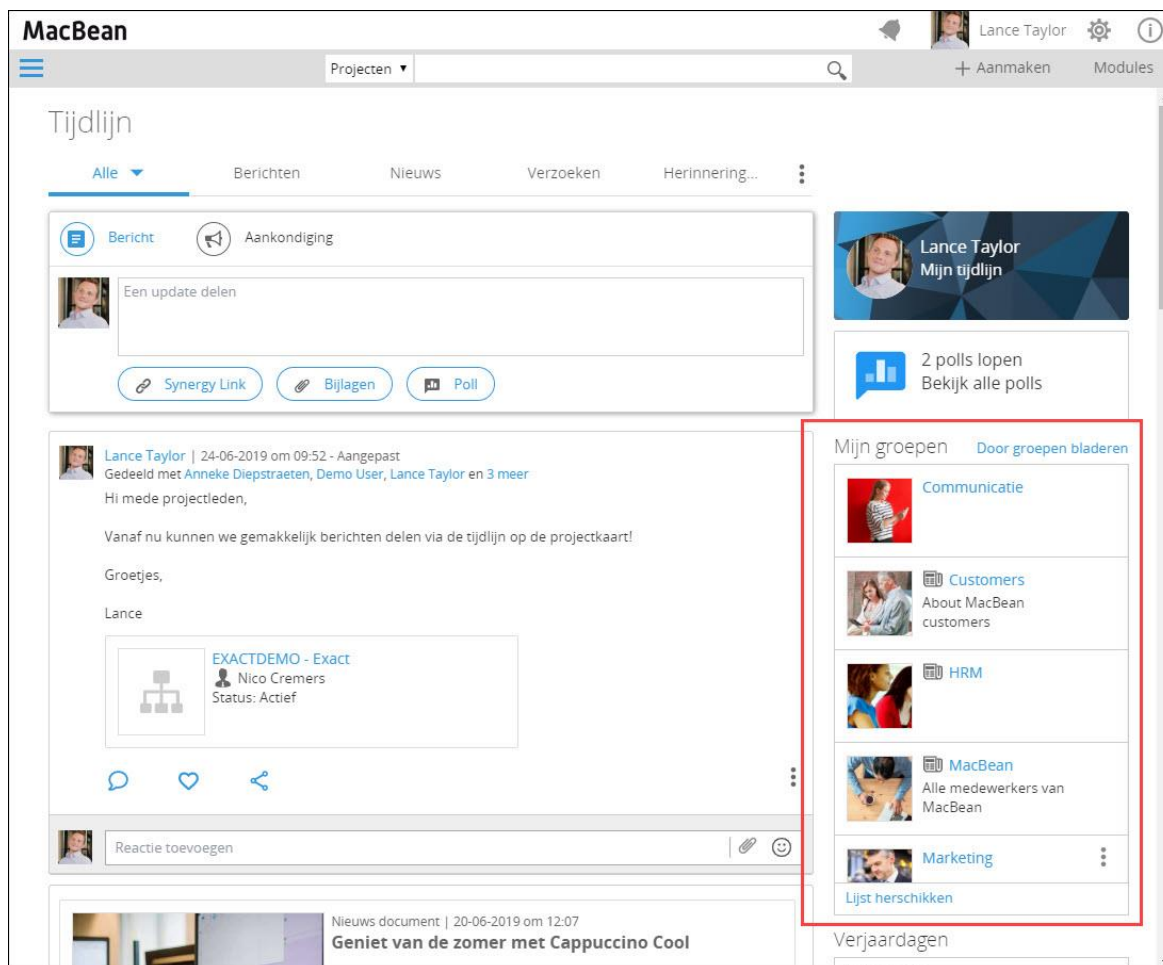 MacBean
Lance Taylor
Projecten
Aanmaken
Modules
Tijdlijn
Alle
Berichten
Nieuws
Verzoeken
Herinnering...
Bericht
Aankondiging
Een update delen
Synergy Link
Bijlagen
Poll
Lance Taylor | 24-06-2019 om 09:52 - Aangepast
Gedeeld met Anneke Diepstraeten, Demo User, Lance Taylor en 3 meer
Hi mede projectleden,
Vanaf nu kunnen we gemakkelijk berichten delen via de tijdlijn op de projectkaart!
Groetjes,
Lance
EXACTDEMO - Exact
Nico Cremers
Status: Actief
Reactie toevoegen
Nieuws document | 20-06-2019 om 12:07
Geniet van de zomer met Cappuccino Cool
Lance Taylor
Mijn tijdlijn
2 polls lopen
Bekijk alle polls
Mijn groepen
Door groepen bladeren
Communicatie
Customers
About MacBean
customers
HRM
MacBean
Alle medewerkers van
MacBean
Marketing
Lijst herschikken
Verjaardagen